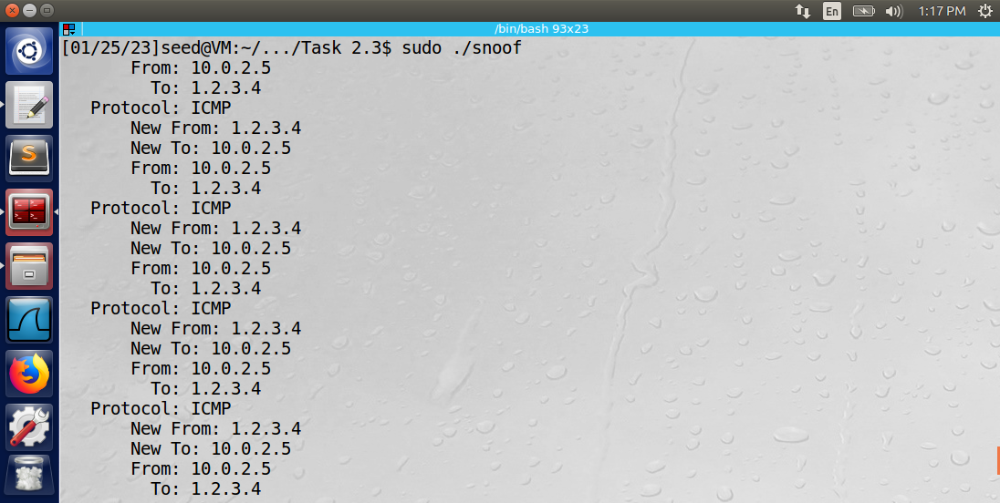 En
1:17 PM
/bin/bash 93x23
[01/25/23]seed@VM:~/.../Task 2.3$ sudo ./snoof
From: 10.0.2.5
To: 1.2.3.4
Protocol: ICMP
New From: 1.2.3.4
New To: 10.0.2.5
From: 10.0.2.5
To: 1.2.3.4
Protocol: ICMP
New From: 1.2.3.4
New To: 10.0.2.5
From: 10.0.2.5
To: 1.2.3.4
Protocol: ICMP
New From: 1.2.3.4
New To: 10.0.2.5
From: 10.0.2.5
To: 1.2.3.4
Protocol: ICMP
New From: 1.2.3.4
New To: 10.0.2.5
From: 10.0.2.5
To: 1.2.3.4